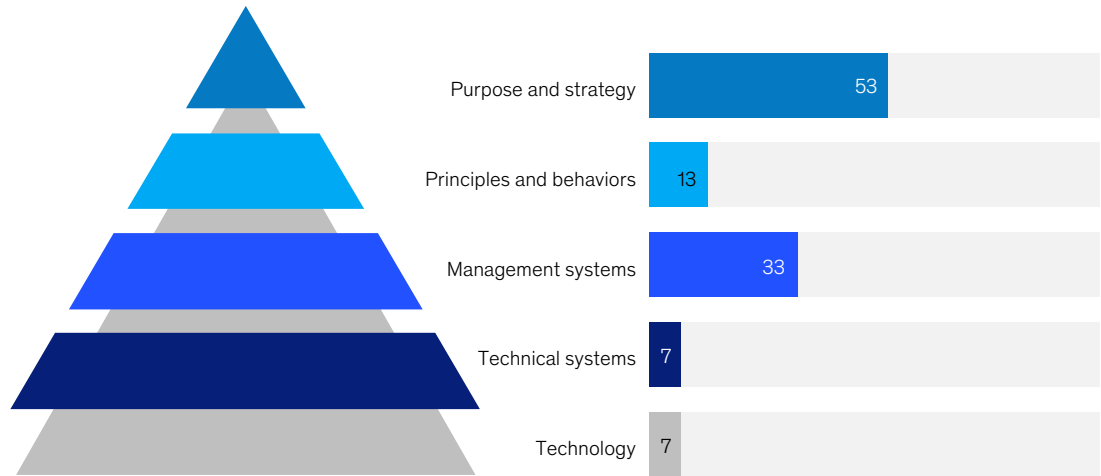 Purpose and strategy
53
Principles and behaviors
13
Management systems
33
Technical systems
7
Technology
7